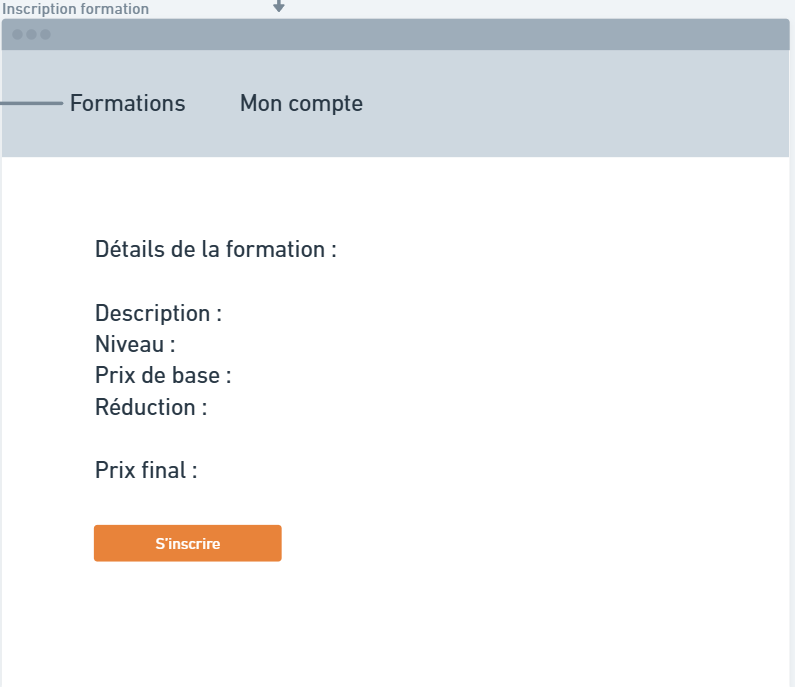 Inscription formation
Formations Mon compte
Détails de la formation :
Description :
Niveau :
Prix de base :
Réduction :
Prix final :
S'inscrire